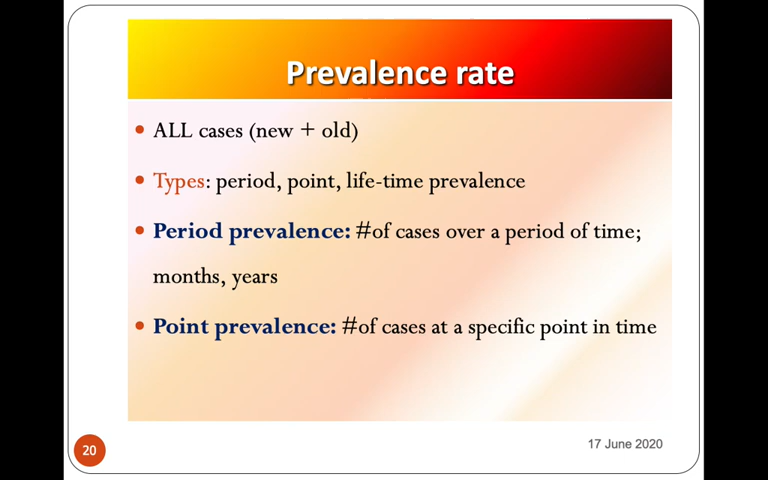 Prevalence rate
• ALL cases (new + old)
• Types: period, point, life-time prevalence
• Period prevalence: #of cases over a period of time;
months, years
• Point prevalence: #of cases at a specific point in time
20
17 June 2020